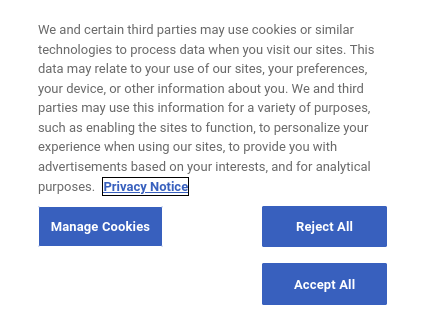 We and certain third parties may use cookies or similar
technologies to process data when you visit our sites. This
data may relate to your use of our sites, your preferences,
your device, or other information about you. We and third
parties may use this information for a variety of purposes,
such as enabling the sites to function, to personalize your
experience when using our sites, to provide you with
advertisements based on your interests, and for analytical
purposes. Privacy Notice
Manage Cookies
Reject All
Accept All